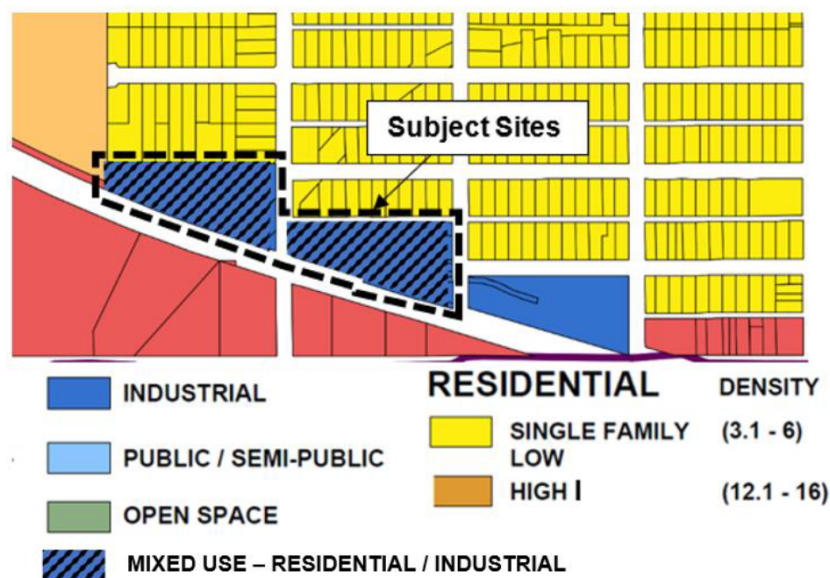 Subject Sites
INDUSTRIAL
PUBLIC / SEMI-PUBLIC
OPEN SPACE
MIXED USE – RESIDENTIAL / INDUSTRIAL
RESIDENTIAL DENSITY
SINGLE FAMILY LOW (3.1 - 6)
HIGH I (12.1 - 16)